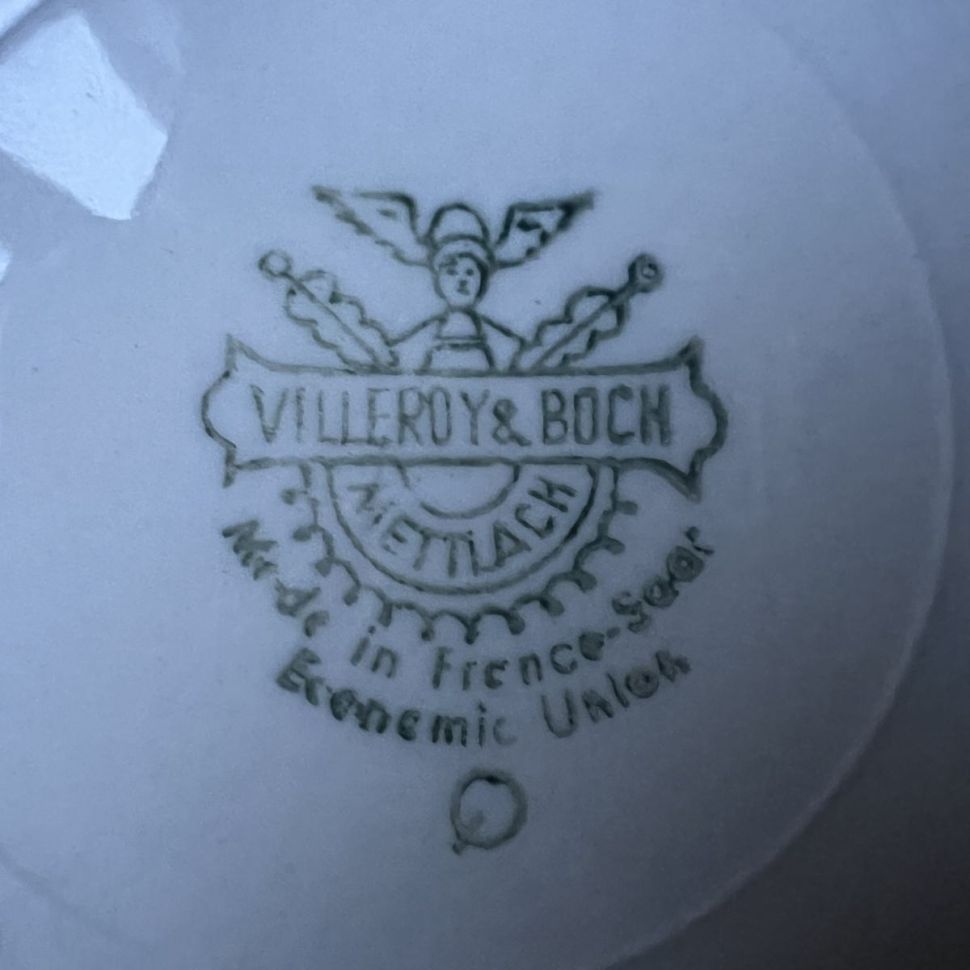 VILLEROY & BOCH
METTLACH
Made in France-Saar
Economic Union